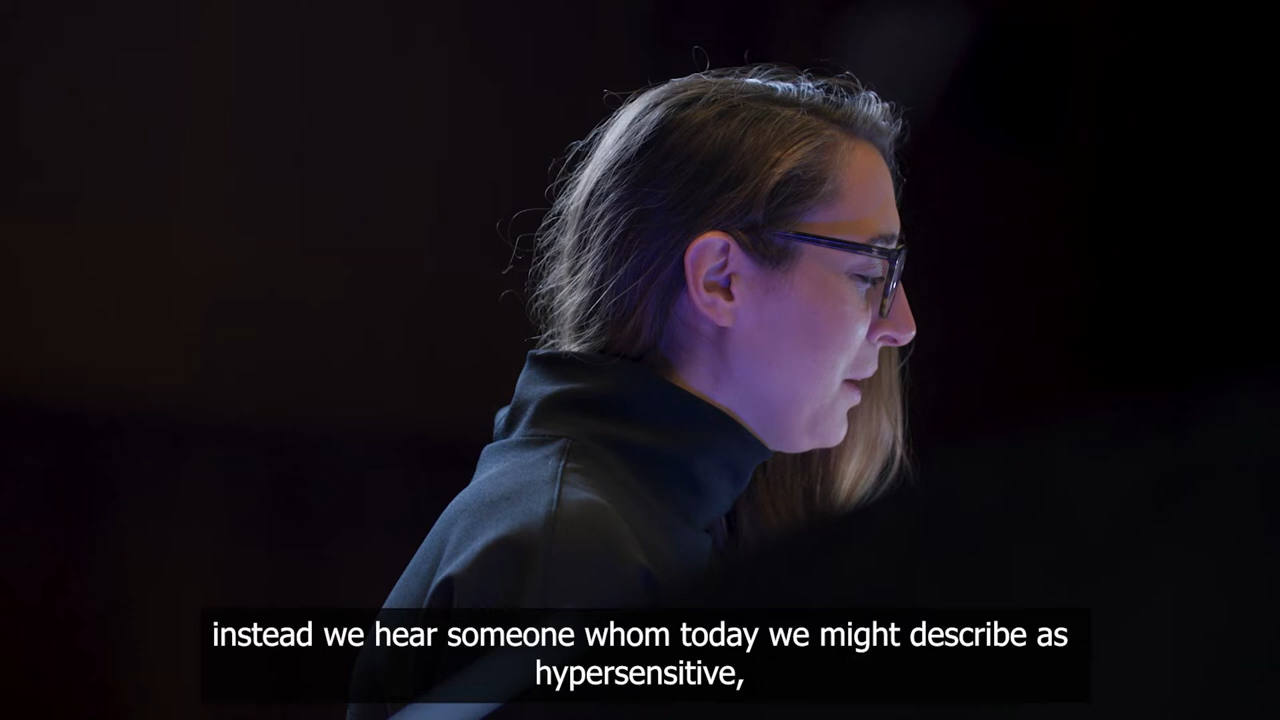 instead we hear someone whom today we might describe as
hypersensitive,